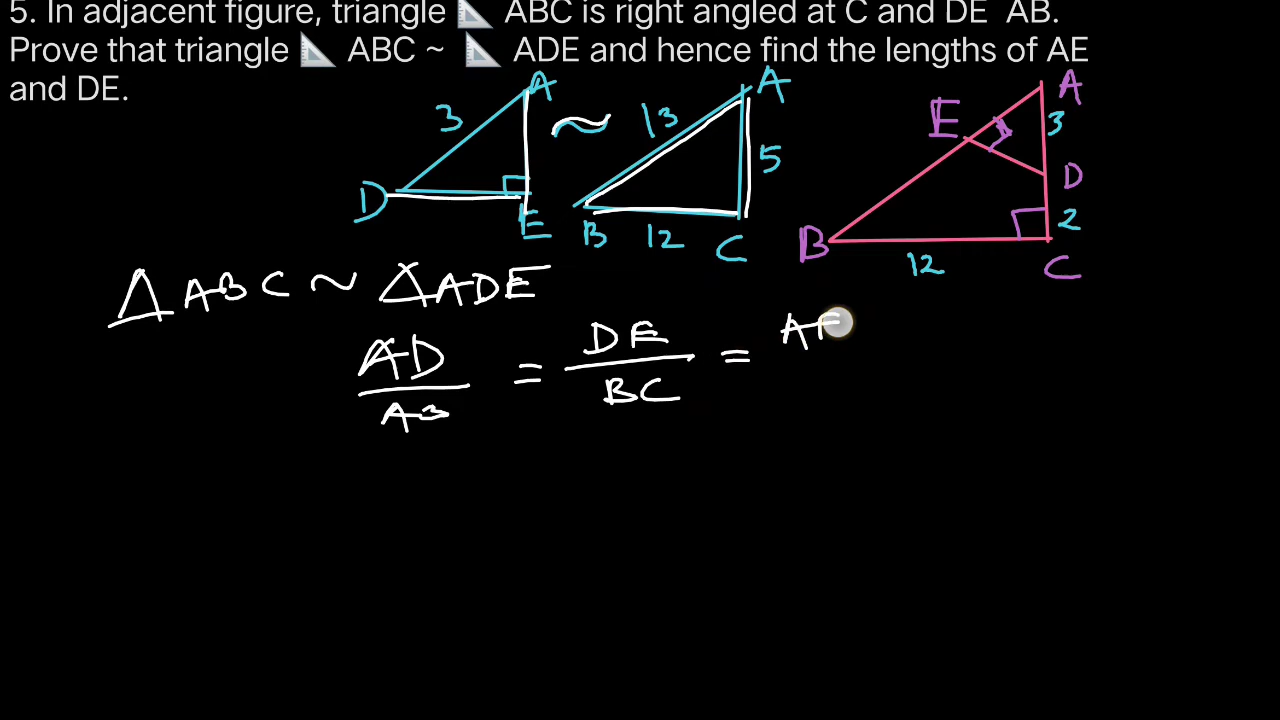 5. In adjacent figure, triangle 📐 ABC is right angled at C and DE AB.
Prove that triangle 📐 ABC ~ 📐 ADE and hence find the lengths of AE
and DE.
A
3
D
E
~
A
13
5
B
12
C
A
E
3
D
2
B
12
C
Δ ABC ~ ΔADE
AD/AB = DE/BC = AE